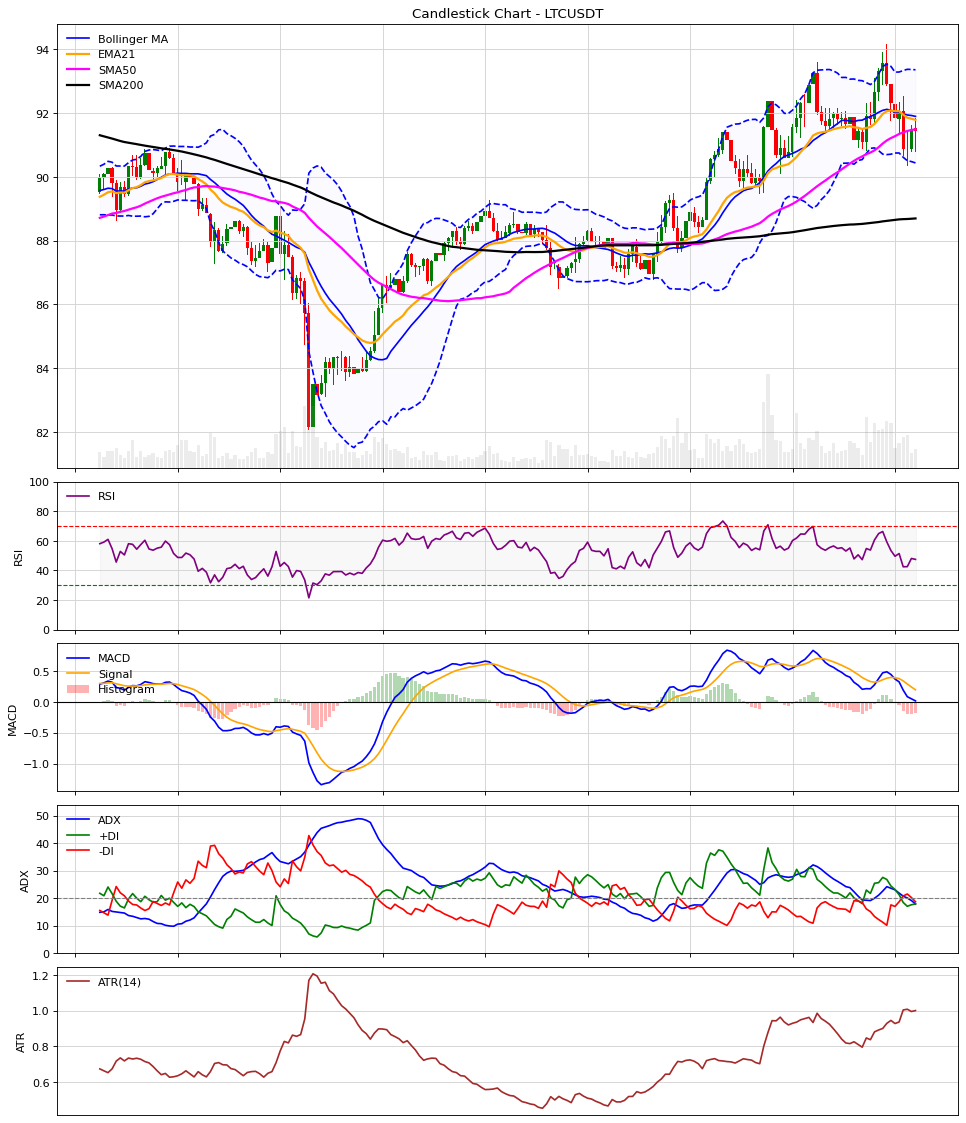 Candlestick Chart - LTCUSDT
Bollinger MA
EMA21
SMA50
SMA200
94
92
90
88
86
84
82
RSI
100
80
60
40
20
0
RSI
MACD
Signal
Histogram
0.5
0.0
−0.5
−1.0
MACD
ADX
+DI
-DI
50
40
30
20
10
0
ADX
ATR(14)
1.2
1.0
0.8
0.6
ATR